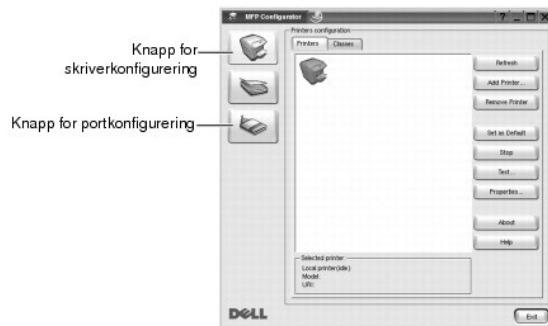 MFP Configurator
? _ □ X
Knapp for
skriverkonfigurering
Knapp for portkonfigurering
Printers configuration
Printers
Classes
Refresh
Add Printer...
Remove Printer
Set as Default
Stop
Test...
Properties...
About
Help
Selected printer:
Local printer(idle)
Model:
URI:
DELL
Exit